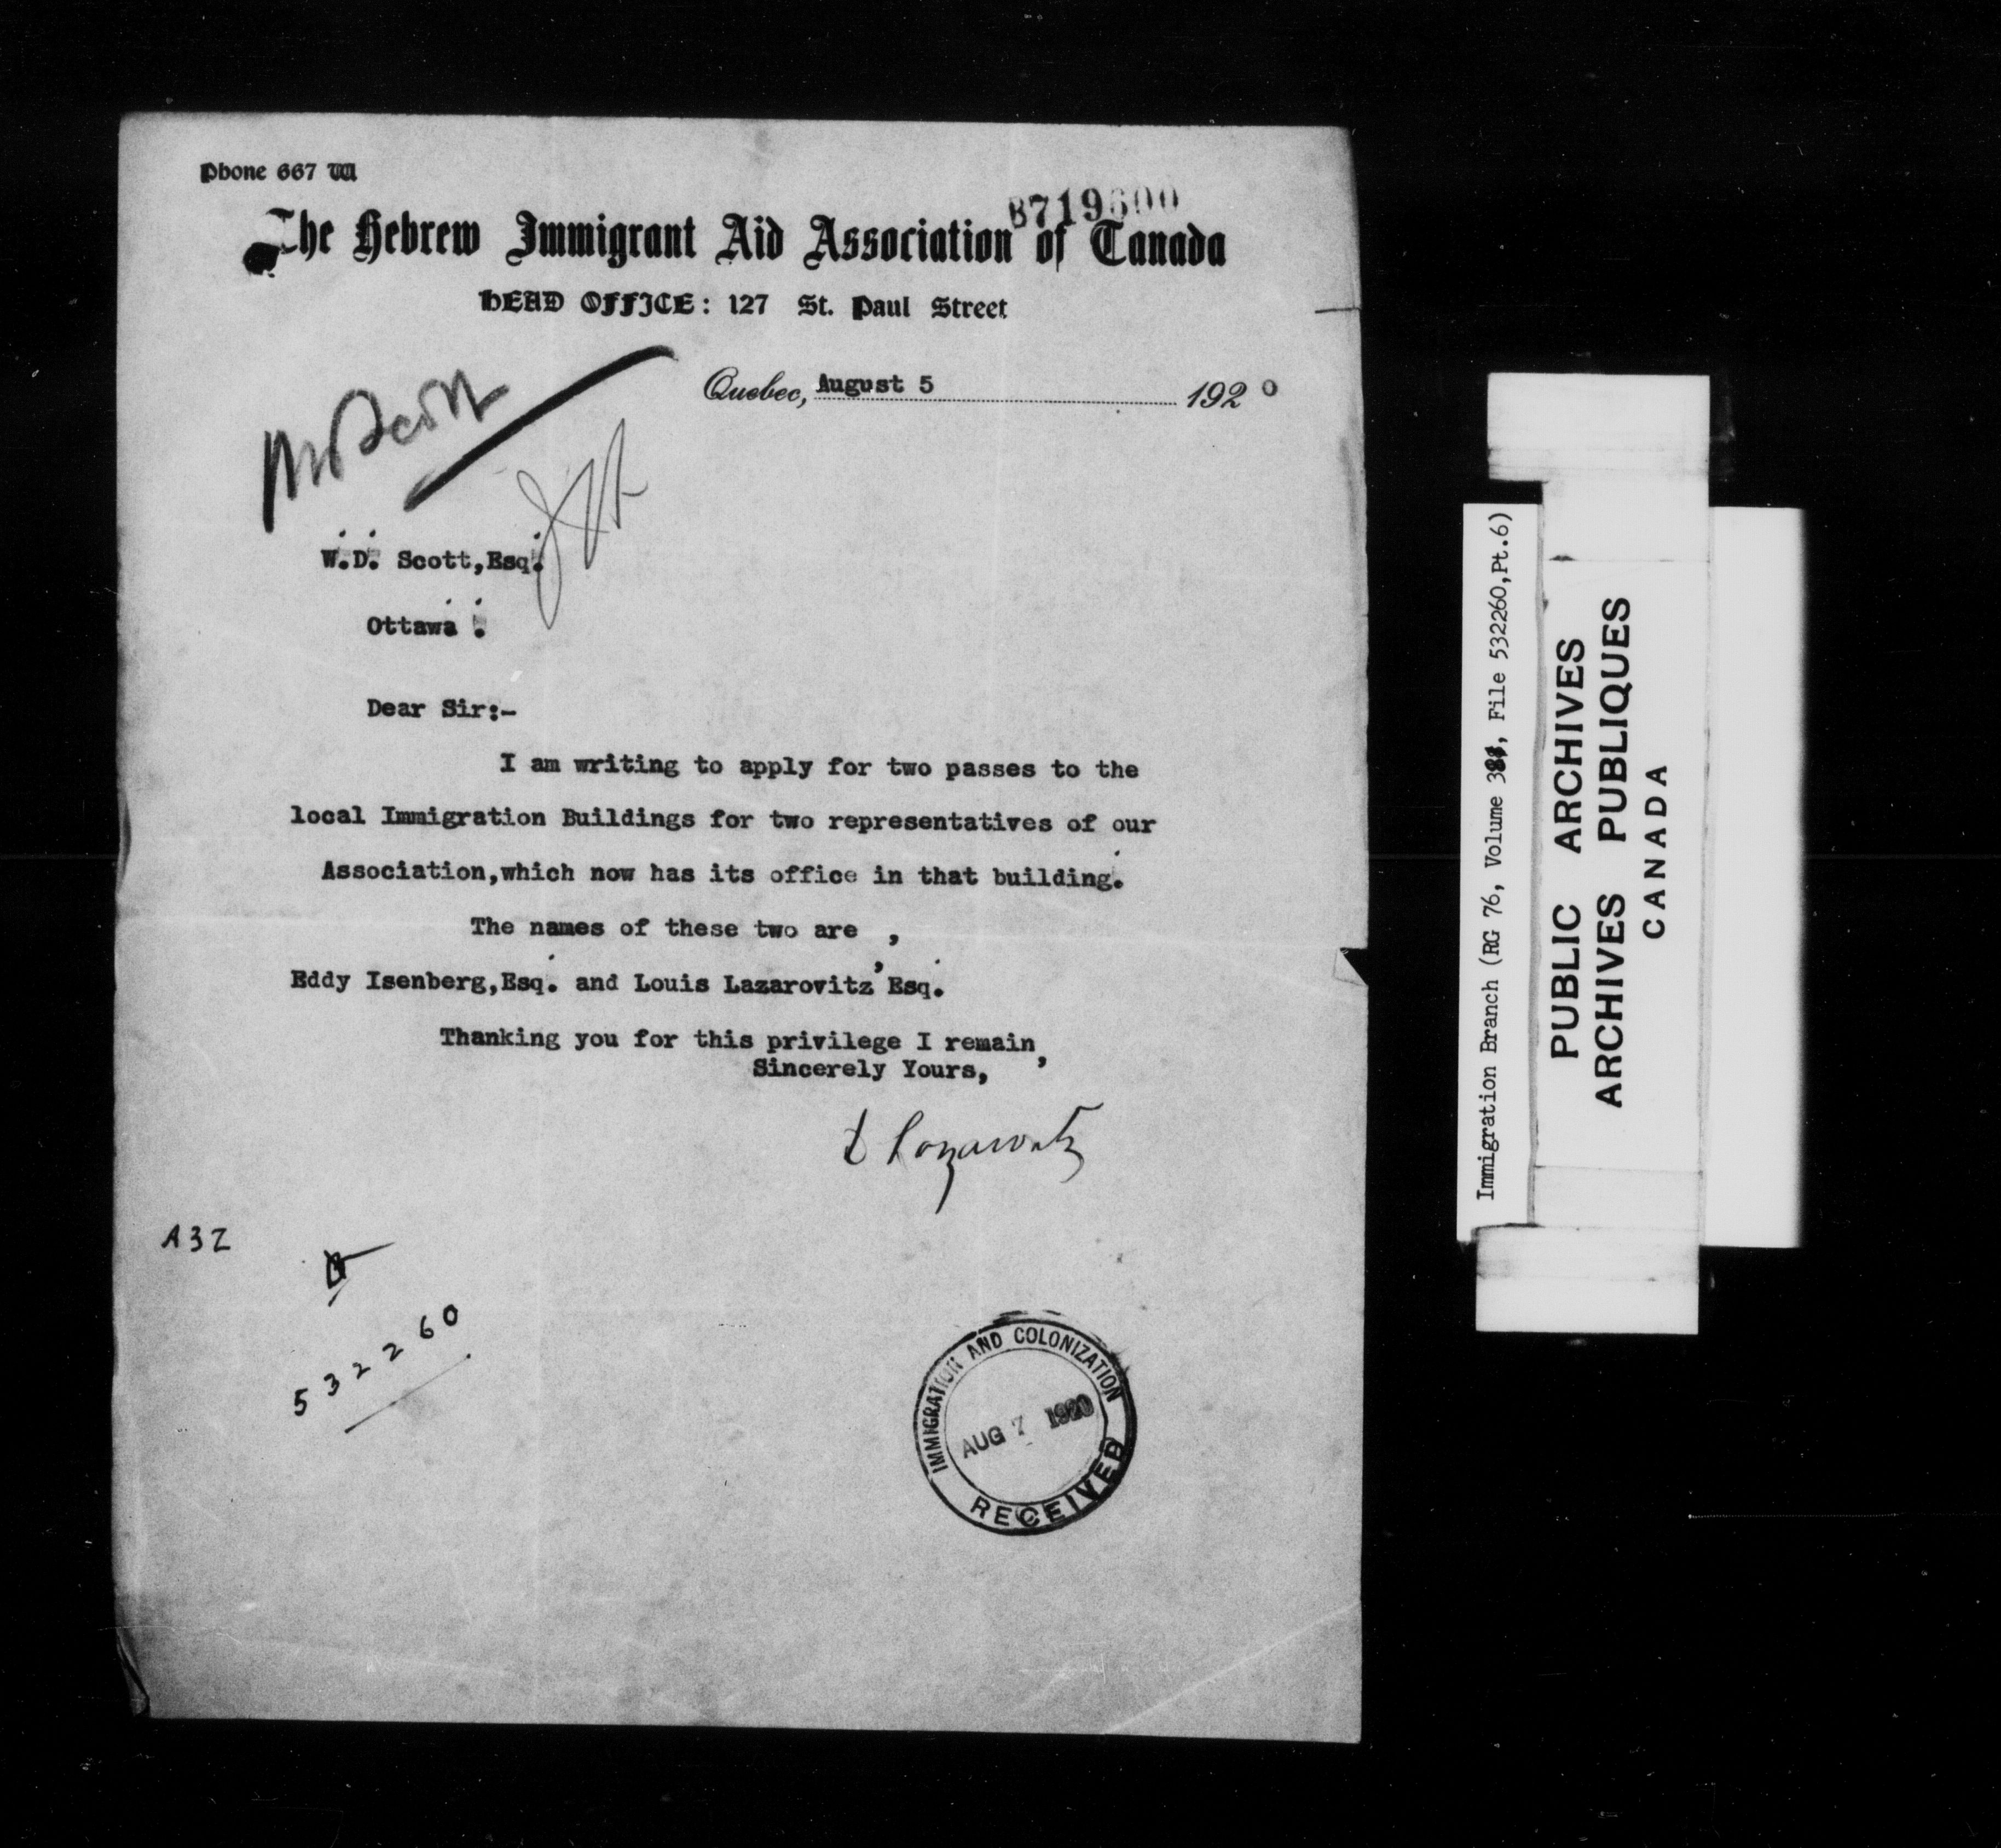 Phone 667 W
The Hebrew Immigrant Aid Association of Canada
HEAD OFFICE: 127 St. Paul Street
Quebec, August 5 1920
Mr Scott
W.D. Scott,Esq.
Ottawa .
Dear Sir:-
I am writing to apply for two passes to the
local Immigration Buildings for two representatives of our
Association,which now has its office in that building.
The names of these two are ,
Eddy Isenberg,Esq. and Louis Lazarovitz, Esq.
Thanking you for this privilege I remain,
Sincerely Yours,
L Lazarovitz
A32
532260
IMMIGRATION AND COLONIZATION
AUG 7 1920
RECEIVED
Immigration Branch (RG 76, Volume , File 532260,Pt.6)
PUBLIC ARCHIVES
ARCHIVES PUBLIQUES
CANADA